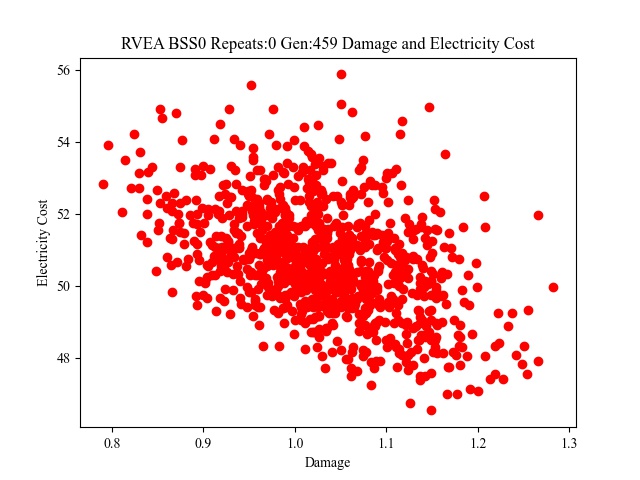 RVEA BSS0 Repeats:0 Gen:459 Damage and Electricity Cost
56
54
52
50
48
Electricity Cost
0.8 0.9 1.0 1.1 1.2 1.3
Damage